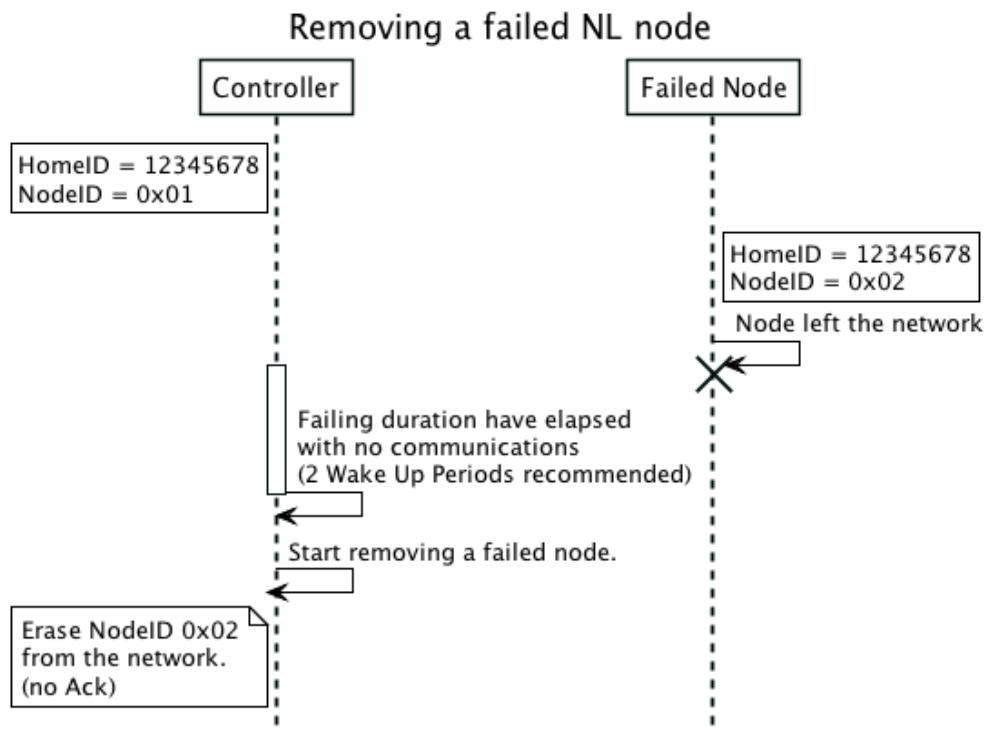 Removing a failed NL node
Controller
Failed Node
HomeID = 12345678
NodeID = 0x01
HomeID = 12345678
NodeID = 0x02
Node left the network
Failing duration have elapsed
with no communications
(2 Wake Up Periods recommended)
Start removing a failed node.
Erase NodeID 0x02
from the network.
(no Ack)